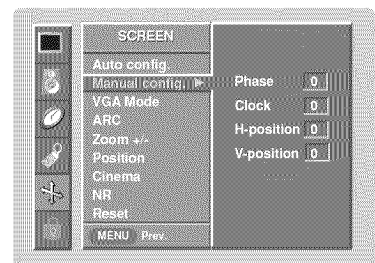 SCREEN
Auto config.
Manual config. ▶
VGA Mode
ARC
Zoom +/-
Position
Cinema
NR
Reset
MENU Prev.
Phase 0
Clock 0
H-position 0
V-position 0